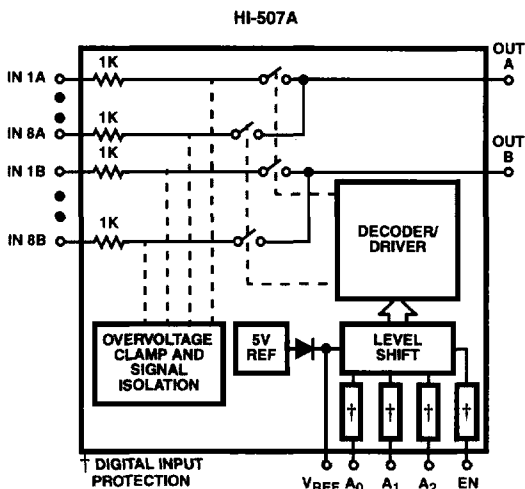 HI-507A
OUT
A
IN 1A
1K
1K
IN 8A
1K
OUT
B
IN 1B
1K
IN 8B
DECODER/
DRIVER
OVERVOLTAGE
CLAMP AND
SIGNAL
ISOLATION
5V
REF
LEVEL
SHIFT
† † † †
† DIGITAL INPUT
PROTECTION
VREF A0 A1 A2 EN